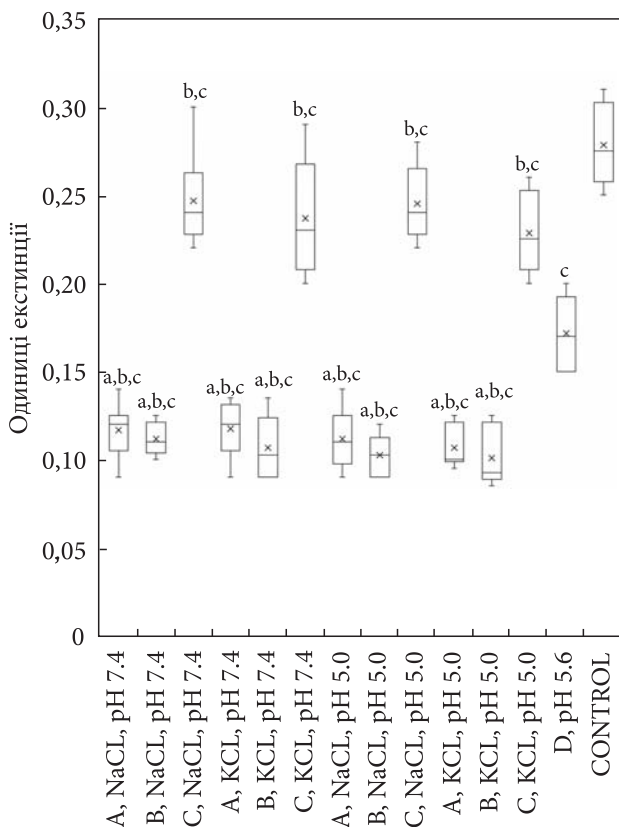 Одиниці екстинції
0,35
0,30
0,25
0,20
0,15
0,10
0,05
0
a,b,c
a,b,c
b,c
a,b,c
a,b,c
b,c
a,b,c
a,b,c
b,c
a,b,c
a,b,c
b,c
c
A, NaCL, pH 7.4
B, NaCL, pH 7.4
C, NaCL, pH 7.4
A, KCL, pH 7.4
B, KCL, pH 7.4
C, KCL, pH 7.4
A, NaCL, pH 5.0
B, NaCL, pH 5.0
C, NaCL, pH 5.0
A, KCL, pH 5.0
B, KCL, pH 5.0
C, KCL, pH 5.0
D, pH 5.6
CONTROL